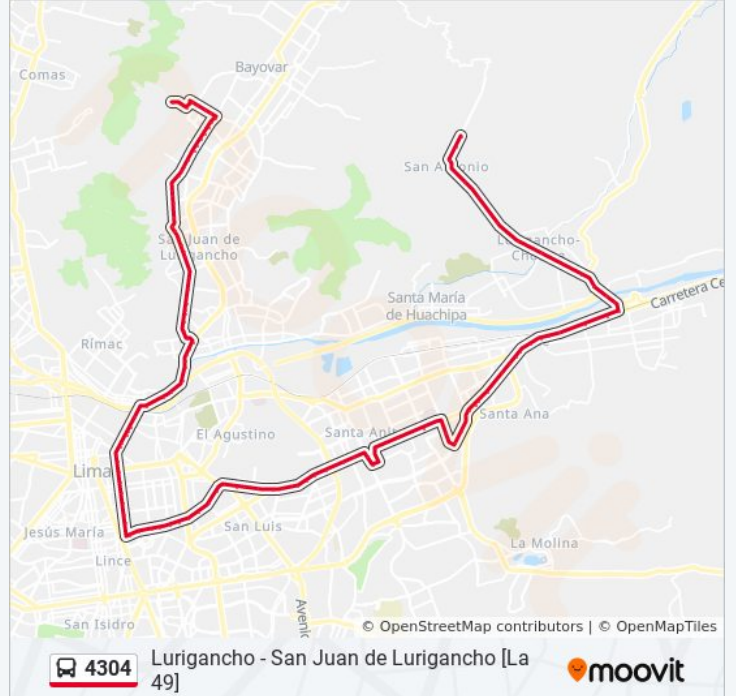 Comas
Bayovar
San Antonio
San Juan de
Lurigancho
Lurigancho-
Chosica
Santa María
de Huachipa
Carretera Ce
Rímac
Santa Ana
El Agustino
Santa Anita
Lima
San Luis
Jesús María
La Molina
Lince
San Isidro
Avenid
© OpenStreetMap contributors | © OpenMapTiles
4304
Lurigancho - San Juan de Lurigancho [La
49]
moovit